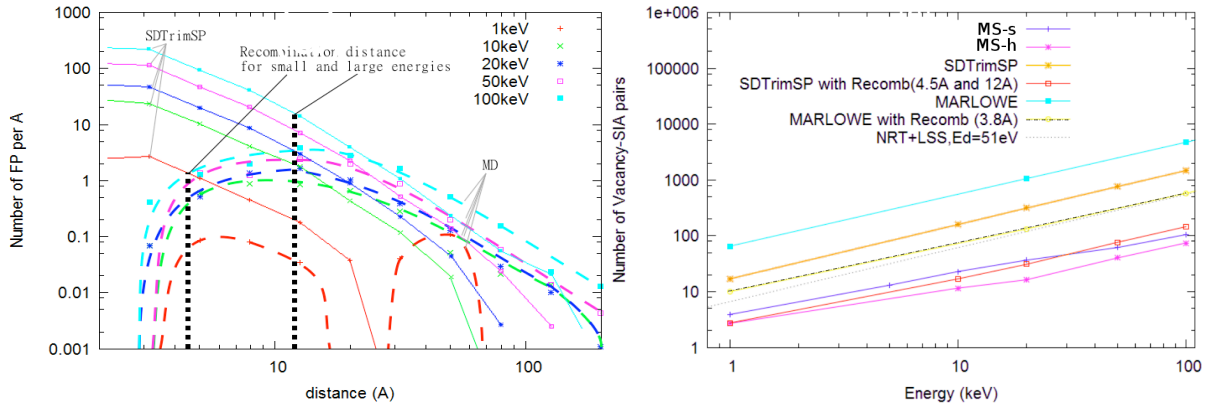 1000
100
10
1
0.1
0.01
0.001
Number of FP per A
SDTrimSP
Recombination distance
for small and large energies
1keV
10keV
20keV
50keV
100keV
MD
10
100
distance (A)
1e+006
100000
10000
1000
100
10
1
Number of Vacancy-SIA pairs
MS-s
MS-h
SDTrimSP
SDTrimSP with Recomb(4.5A and 12A)
MARLOWE
MARLOWE with Recomb (3.8A)
NRT+LSS,Ed=51eV
1
10
100
Energy (keV)